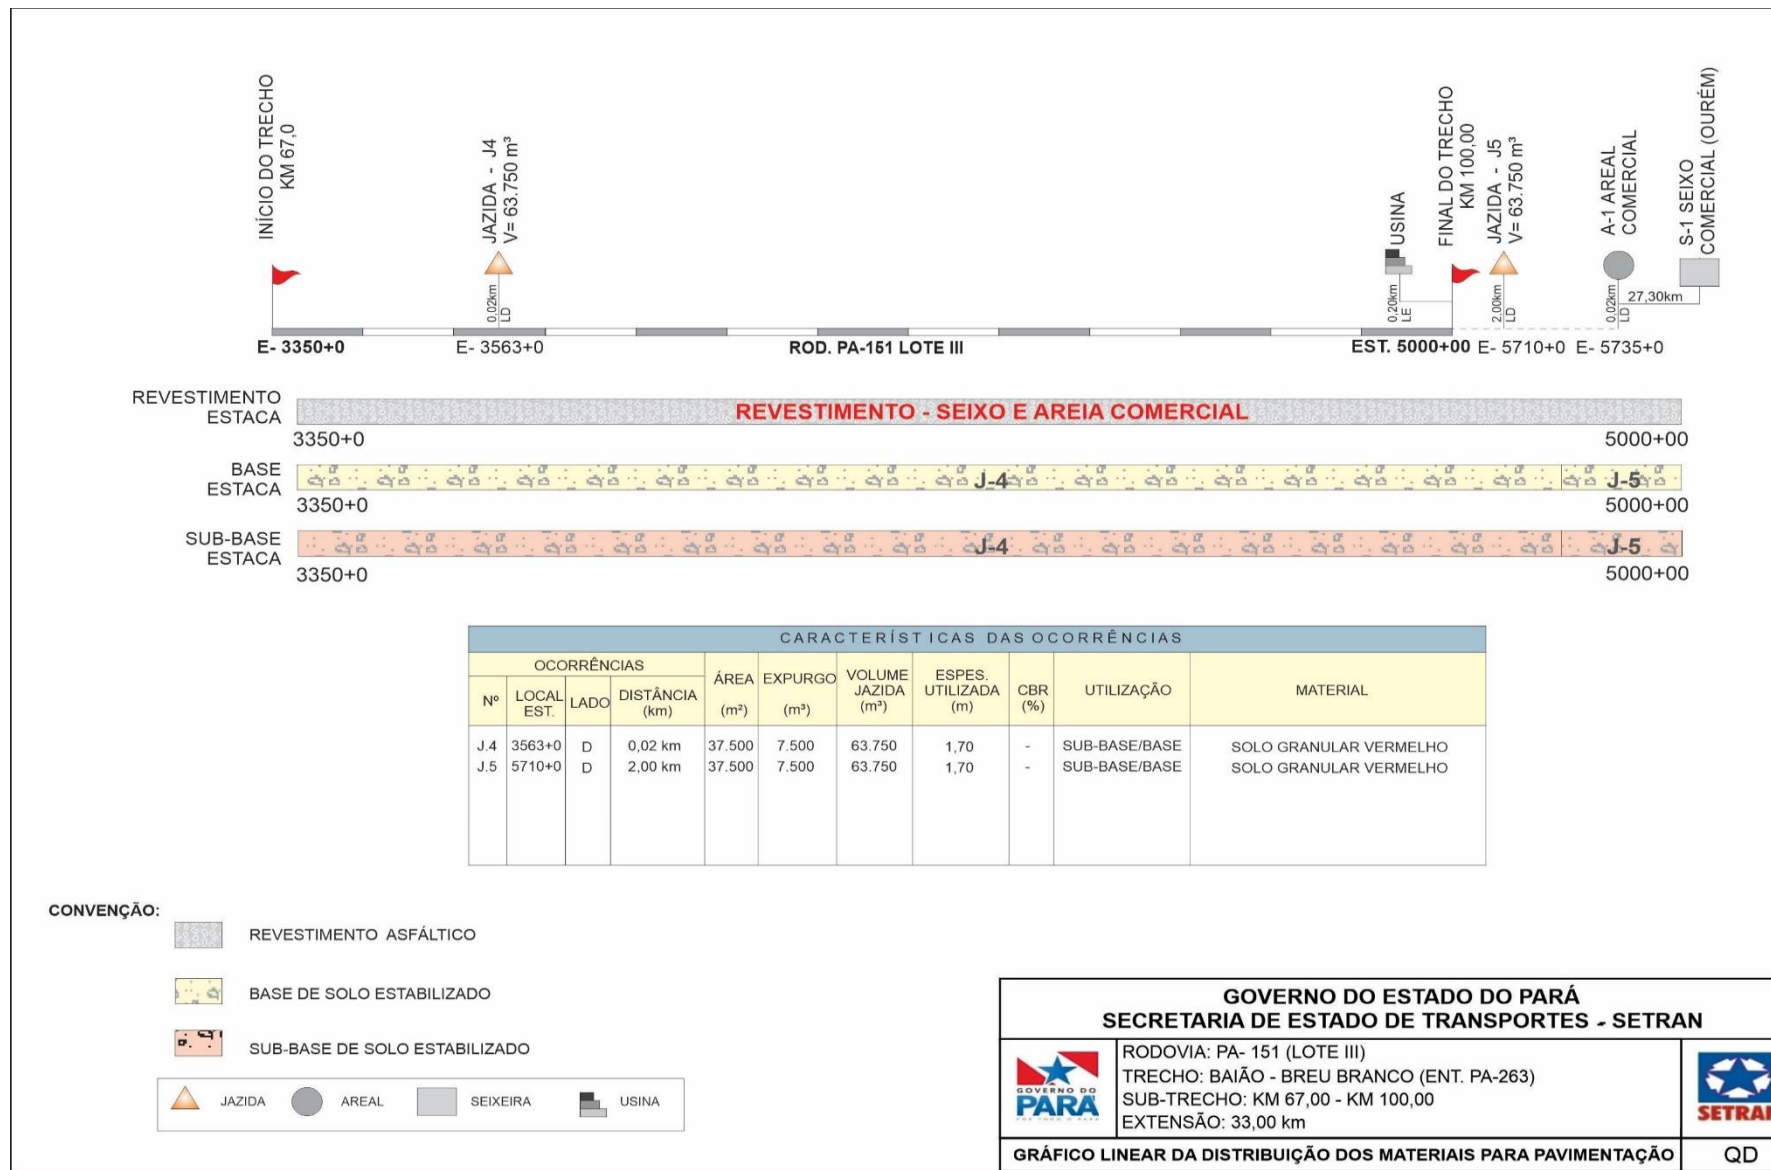 INÍCIO DO TRECHO
KM 67,0
JAZIDA - J4
V= 63.750 m³
USINA
FINAL DO TRECHO
KM 100,00
JAZIDA - J5
V= 63.750 m³
A-1 AREAL
COMERCIAL
S-1 SEIXO
COMERCIAL (OURÉM)
0,02km
LD
0,20km
LE
2,00km
LD
0,02km
LD
27,30km
E- 3350+0
E- 3563+0
ROD. PA-151 LOTE III
EST. 5000+00
E- 5710+0
E- 5735+0
REVESTIMENTO
ESTACA
REVESTIMENTO - SEIXO E AREIA COMERCIAL
3350+0
5000+00
BASE
ESTACA
J-4
J-5
3350+0
5000+00
SUB-BASE
ESTACA
J-4
J-5
3350+0
5000+00
CARACTERÍSTICAS DAS OCORRÊNCIAS
OCORRÊNCIAS
Nº
LOCAL
EST.
LADO
DISTÂNCIA
(km)
ÁREA
(m²)
EXPURGO
(m³)
VOLUME
JAZIDA
(m³)
ESPES.
UTILIZADA
(m)
CBR
(%)
UTILIZAÇÃO
MATERIAL
J.4 3563+0 D 0,02 km 37.500 7.500 63.750 1,70 - SUB-BASE/BASE SOLO GRANULAR VERMELHO
J.5 5710+0 D 2,00 km 37.500 7.500 63.750 1,70 - SUB-BASE/BASE SOLO GRANULAR VERMELHO
CONVENÇÃO:
REVESTIMENTO ASFÁLTICO
BASE DE SOLO ESTABILIZADO
SUB-BASE DE SOLO ESTABILIZADO
JAZIDA
AREAL
SEIXEIRA
USINA
GOVERNO DO ESTADO DO PARÁ
SECRETARIA DE ESTADO DE TRANSPORTES - SETRAN
GOVERNO DO
PARÁ
RODOVIA: PA- 151 (LOTE III)
TRECHO: BAIÃO - BREU BRANCO (ENT. PA-263)
SUB-TRECHO: KM 67,00 - KM 100,00
EXTENSÃO: 33,00 km
SETRAN
GRÁFICO LINEAR DA DISTRIBUIÇÃO DOS MATERIAIS PARA PAVIMENTAÇÃO
QD